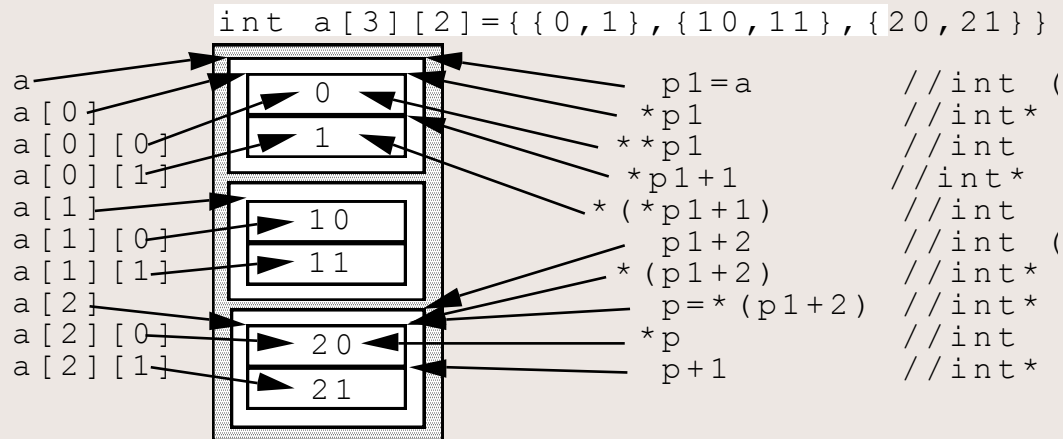 int a[3][2]={{0,1},{10,11},{20,21}}
a
a[0]
a[0][0]
a[0][1]
a[1]
a[1][0]
a[1][1]
a[2]
a[2][0]
a[2][1]
0
1
10
11
20
21
p1=a //int (
*p1 //int*
**p1 //int
*p1+1 //int*
*(*p1+1) //int
p1+2 //int (
*(p1+2) //int*
p=*(p1+2) //int*
*p //int
p+1 //int*